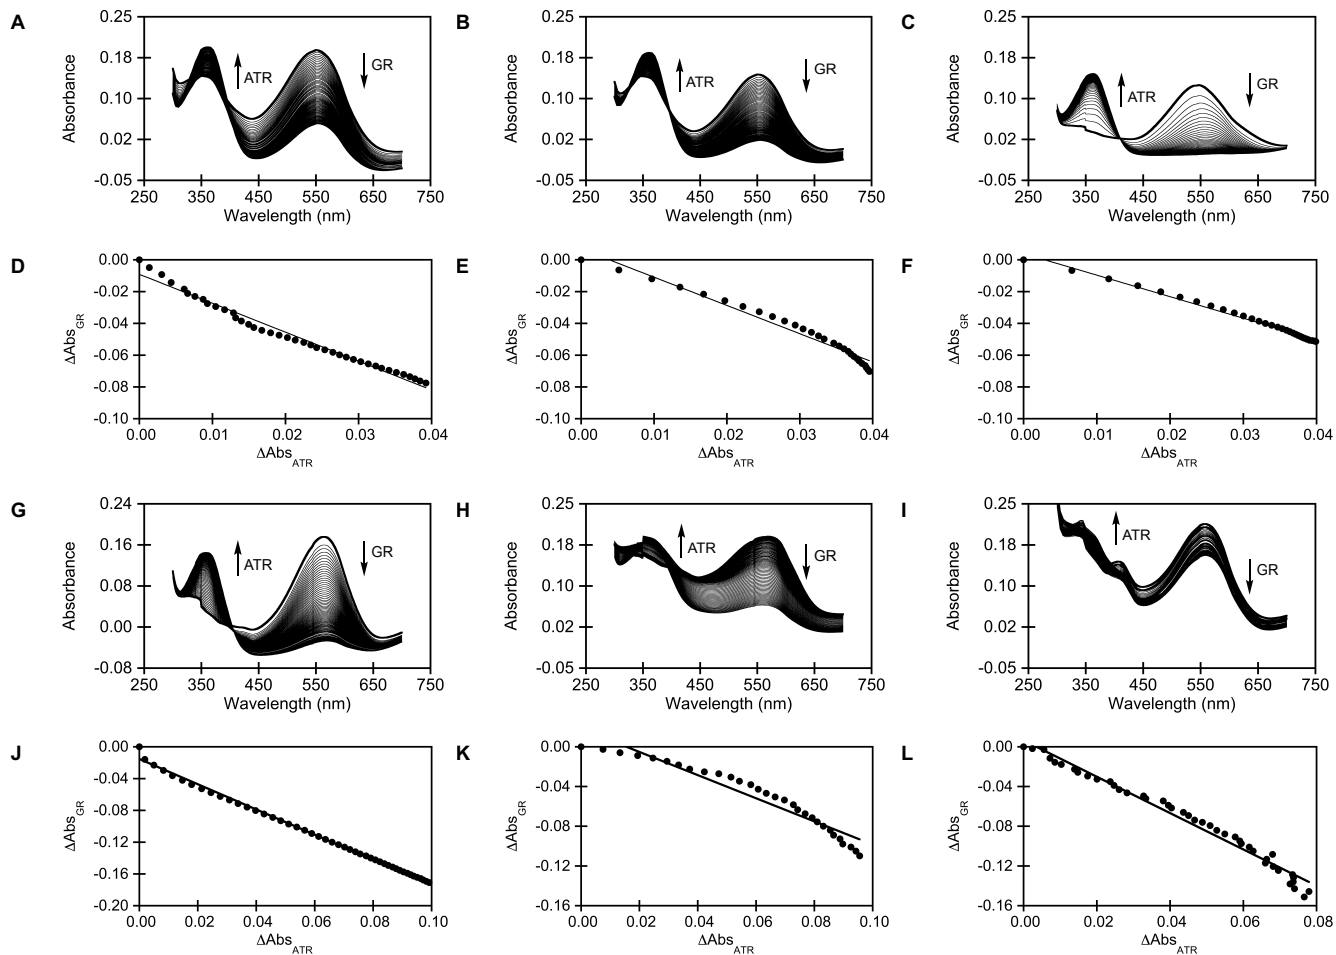 A
0.25
0.18
0.10
0.02
-0.05
Absorbance
ATR
GR
250 350 450 550 650 750
Wavelength (nm)
B
0.25
0.18
0.10
0.02
-0.05
Absorbance
ATR
GR
250 350 450 550 650 750
Wavelength (nm)
C
0.25
0.18
0.10
0.02
-0.05
Absorbance
ATR
GR
250 350 450 550 650 750
Wavelength (nm)
D
0.00
-0.02
-0.04
-0.06
-0.08
-0.10
ΔAbsGR
0.00 0.01 0.02 0.03 0.04
ΔAbsATR
E
0.00
-0.02
-0.04
-0.06
-0.08
-0.10
ΔAbsGR
0.00 0.01 0.02 0.03 0.04
ΔAbsATR
F
0.00
-0.02
-0.04
-0.06
-0.08
-0.10
ΔAbsGR
0.00 0.01 0.02 0.03 0.04
ΔAbsATR
G
0.24
0.16
0.08
0.00
-0.08
Absorbance
ATR
GR
250 350 450 550 650 750
Wavelength (nm)
H
0.25
0.18
0.10
0.02
-0.05
Absorbance
ATR
GR
250 350 450 550 650 750
Wavelength (nm)
I
0.25
0.18
0.10
0.02
-0.05
Absorbance
ATR
GR
250 350 450 550 650 750
Wavelength (nm)
J
0.00
-0.04
-0.08
-0.12
-0.16
-0.20
ΔAbsGR
0.00 0.02 0.04 0.06 0.08 0.10
ΔAbsATR
K
0.00
-0.04
-0.08
-0.12
-0.16
ΔAbsGR
0.00 0.02 0.04 0.06 0.08 0.10
ΔAbsATR
L
0.00
-0.04
-0.08
-0.12
-0.16
ΔAbsGR
0.00 0.02 0.04 0.06 0.08
ΔAbsATR